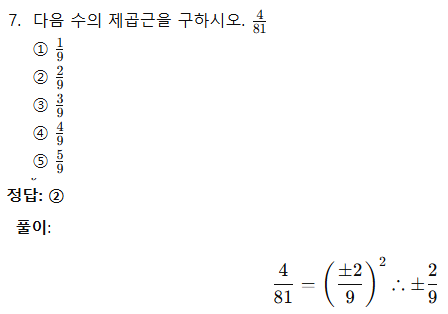 7. 다음 수의 제곱근을 구하시오. 4/81
① 1/9
② 2/9
③ 3/9
④ 4/9
⑤ 5/9
정답: ②
풀이:
4/81 = (±2/9)² ∴ ±2/9